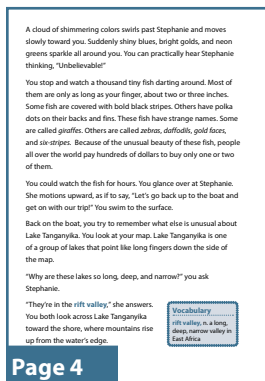 A cloud of shimmering colors swirls past Stephanie and moves
slowly toward you. Suddenly shiny blues, bright golds, and neon
greens sparkle all around you. You can practically hear Stephanie
thinking, "Unbelievable!"
You stop and watch a thousand tiny fish darting around. Most of
them are only as long as your finger, about two or three inches.
Some fish are covered with bold black stripes. Others have polka
dots on their backs and fins. These fish have strange names. Some
are called giraffes. Others are called zebras, daffodils, gold faces,
and six-stripes. Because of the unusual beauty of these fish, people
all over the world pay hundreds of dollars to buy only one or two
of them.
You could watch the fish for hours. You glance over at Stephanie.
She motions upward, as if to say, "Let's go back up to the boat and
get on with our trip!" You swim to the surface.
Back on the boat, you try to remember what else is unusual about
Lake Tanganyika. You look at your map. Lake Tanganyika is one
of a group of lakes that point like long fingers down the side of
the map.
"Why are these lakes so long, deep, and narrow?" you ask
Stephanie.
"They're in the rift valley," she answers.
You both look across Lake Tanganyika
toward the shore, where mountains rise
up from the water's edge.
Vocabulary
rift valley, n. a long,
deep, narrow valley in
East Africa
Page 4